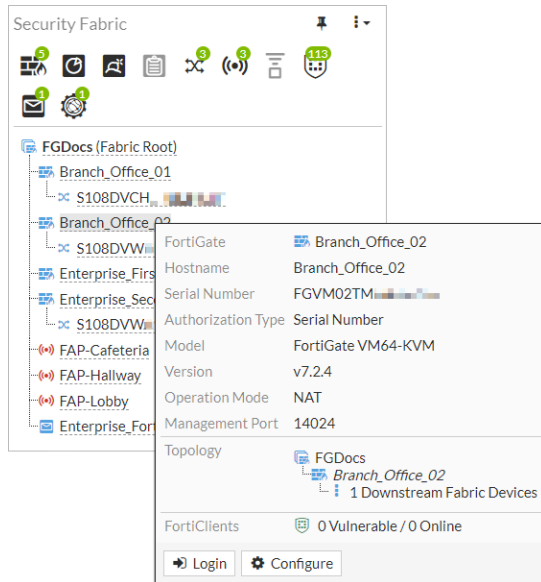 Security Fabric
5
3
3
113
1
1
FGDocs (Fabric Root)
Branch_Office_01
S108DVCH
Branch_Office_02
S108DVW
Enterprise_Firs
Enterprise_Sec
S108DVW
FAP-Cafeteria
FAP-Hallway
FAP-Lobby
Enterprise_For
FortiGate Branch_Office_02
Hostname Branch_Office_02
Serial Number FGVM02TM
Authorization Type Serial Number
Model FortiGate VM64-KVM
Version v7.2.4
Operation Mode NAT
Management Port 14024
Topology FGDocs
Branch_Office_02
1 Downstream Fabric Devices
FortiClients 0 Vulnerable / 0 Online
Login Configure